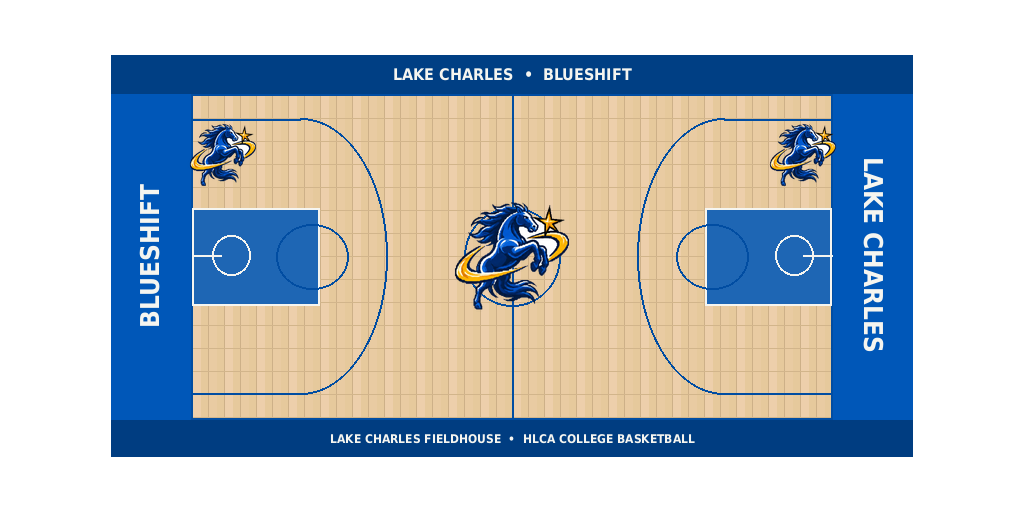 LAKE CHARLES • BLUESHIFT
BLUESHIFT
LAKE CHARLES
LAKE CHARLES FIELDHOUSE • HLCA COLLEGE BASKETBALL